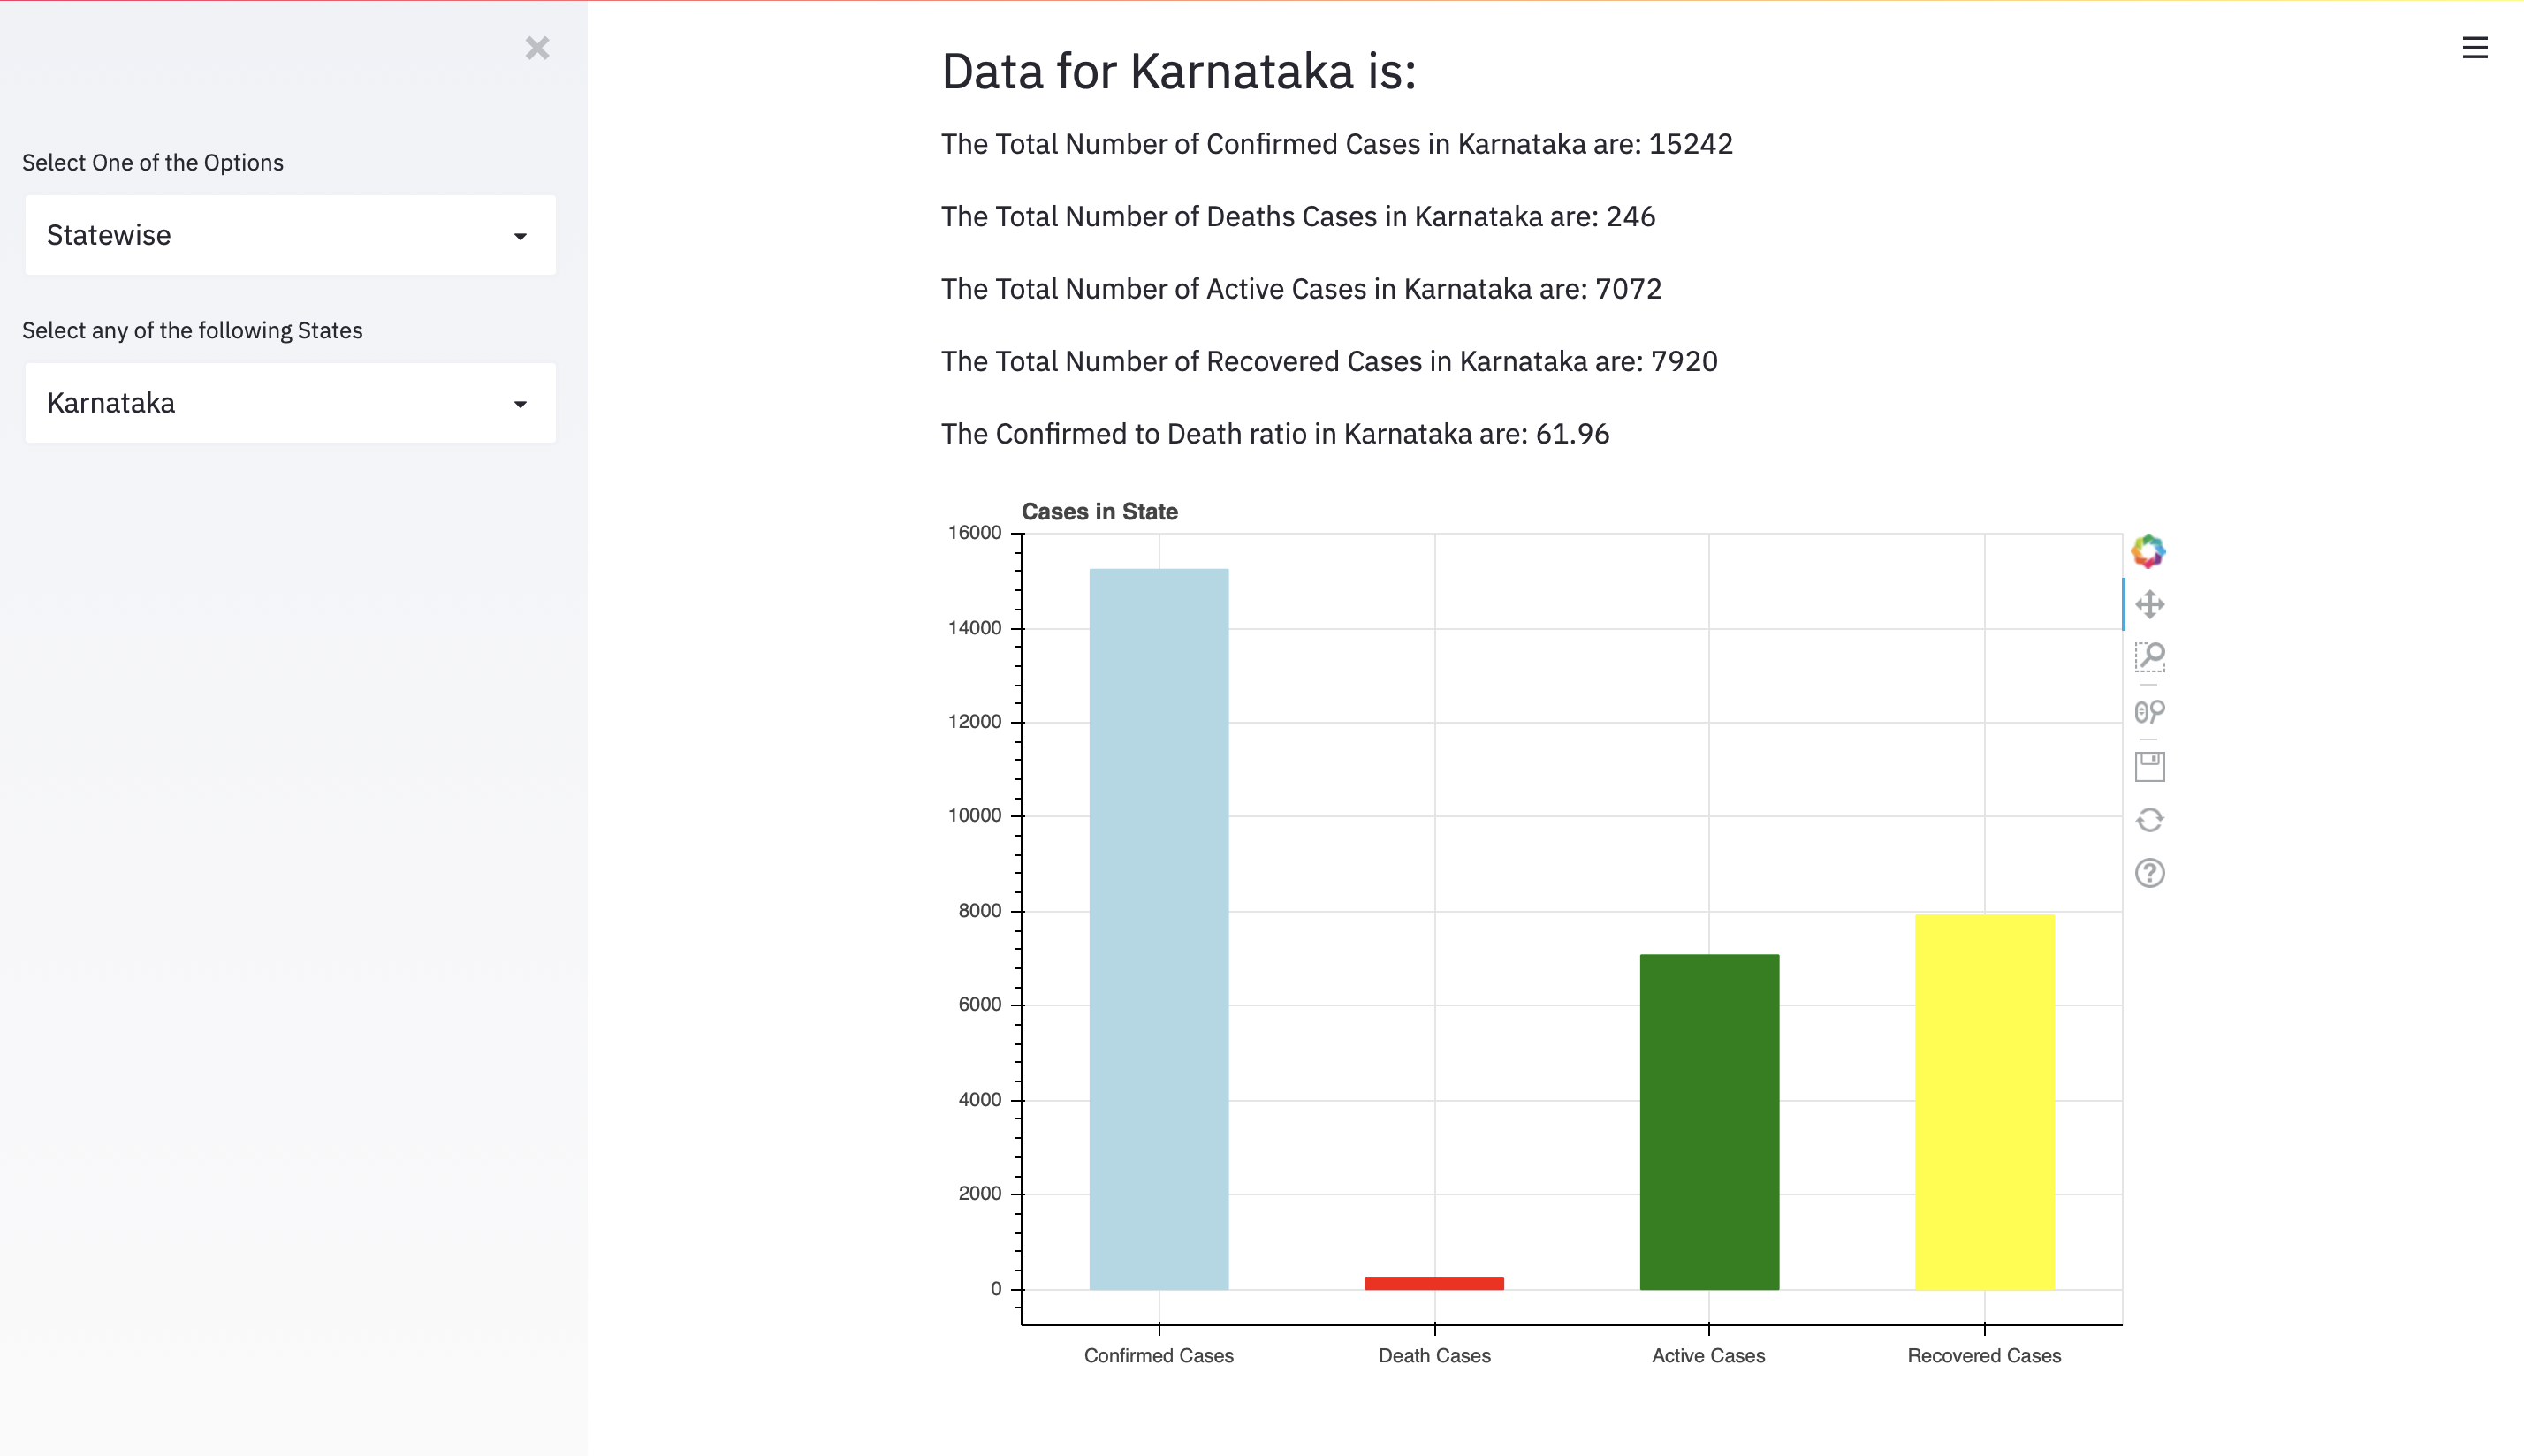 Select One of the Options
Statewise
Select any of the following States
Karnataka
Data for Karnataka is:
The Total Number of Confirmed Cases in Karnataka are: 15242
The Total Number of Deaths Cases in Karnataka are: 246
The Total Number of Active Cases in Karnataka are: 7072
The Total Number of Recovered Cases in Karnataka are: 7920
The Confirmed to Death ratio in Karnataka are: 61.96
Cases in State
16000
14000
12000
10000
8000
6000
4000
2000
0
Confirmed Cases Death Cases Active Cases Recovered Cases